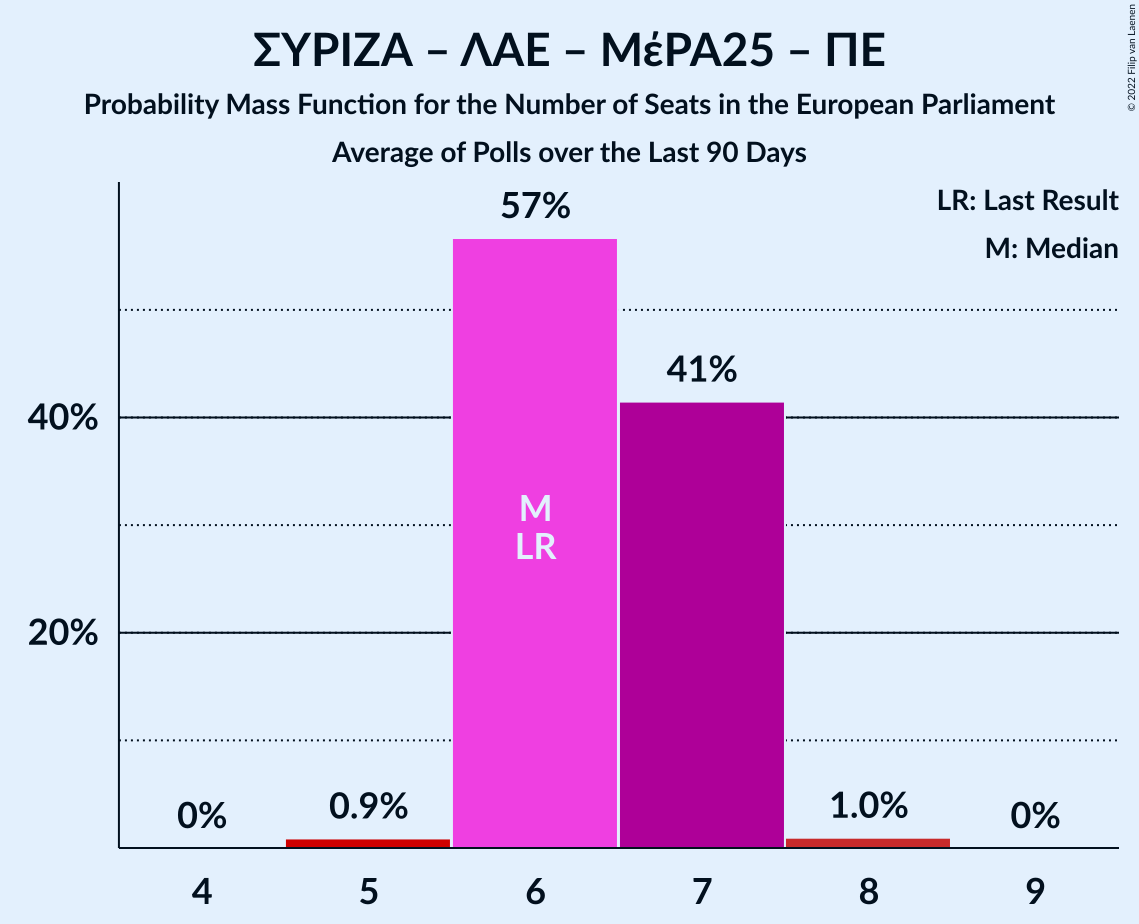 ΣΥΡΙΖΑ – ΛΑΕ – ΜέΡΑ25 – ΠΕ
Probability Mass Function for the Number of Seats in the European Parliament
Average of Polls over the Last 90 Days
© 2022 Filip van Laenen
LR: Last Result
M: Median
57%
41%
40%
M
LR
20%
0%
0.9%
1.0%
0%
4 5 6 7 8 9